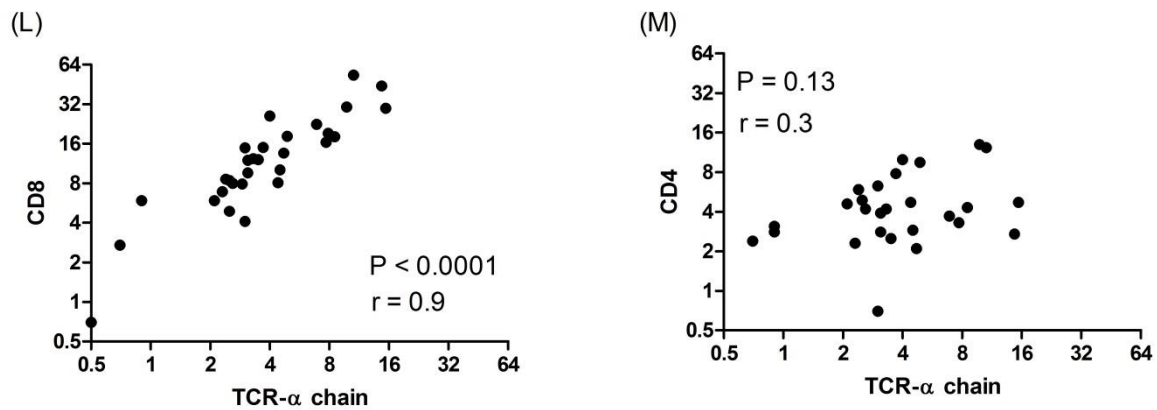 (L)
64
32
16
8
4
2
1
0.5
CD8
P < 0.0001
r = 0.9
0.5 1 2 4 8 16 32 64
TCR-α chain
(M)
64
32
16
8
4
2
1
0.5
CD4
P = 0.13
r = 0.3
0.5 1 2 4 8 16 32 64
TCR-α chain